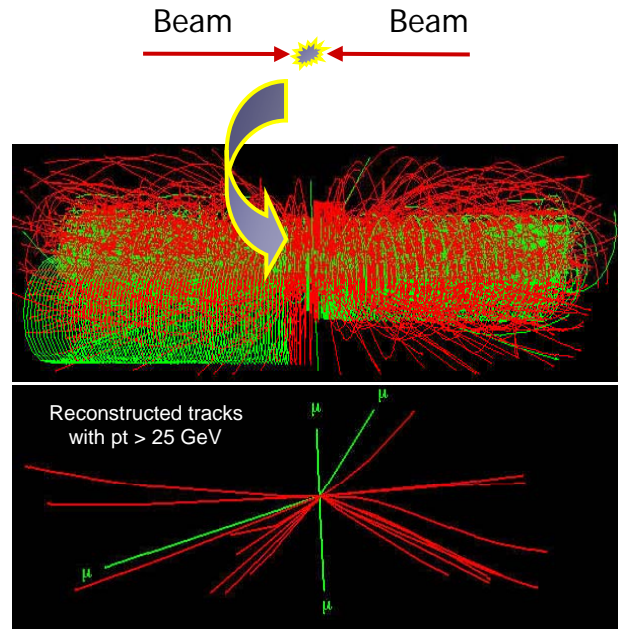 Beam Beam
Reconstructed tracks
with pt > 25 GeV
μ
μ
μ
μ